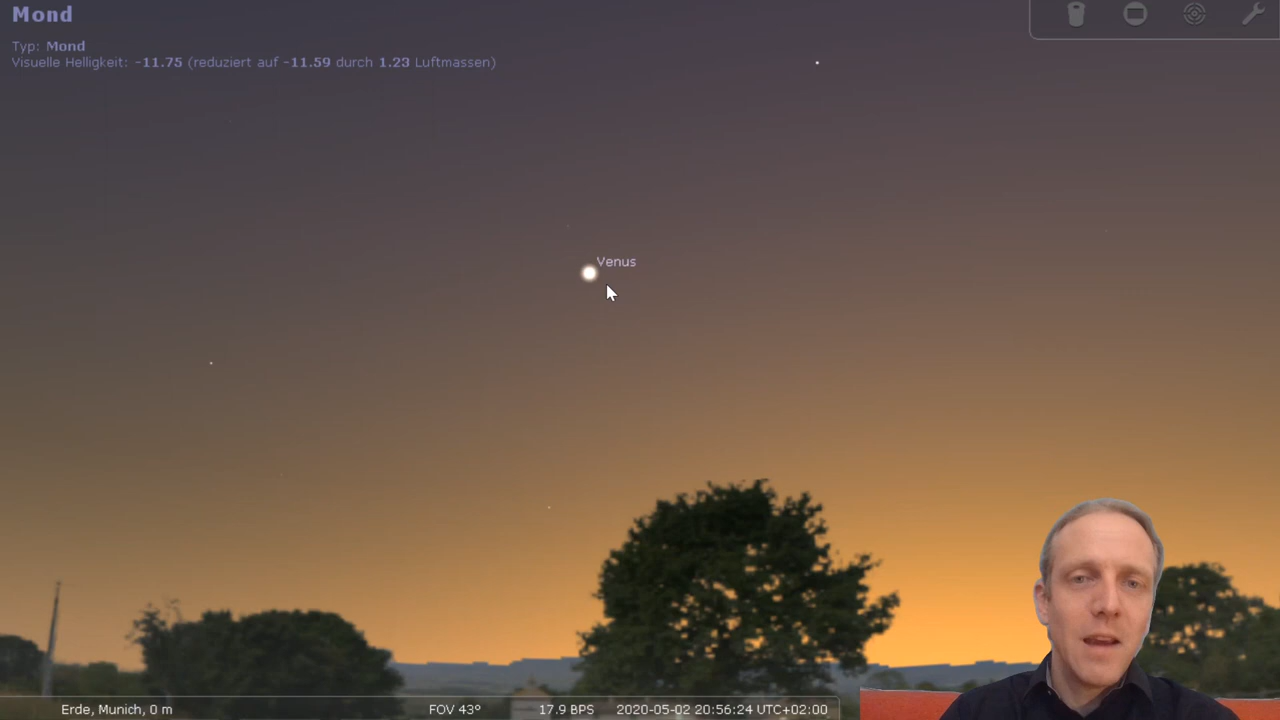 Mond
Typ: Mond
Visuelle Helligkeit: -11.75 (reduziert auf -11.59 durch 1.23 Luftmassen)
Venus
Erde, Munich, 0 m FOV 43° 17.9 BPS 2020-05-02 20:56:24 UTC+02:00